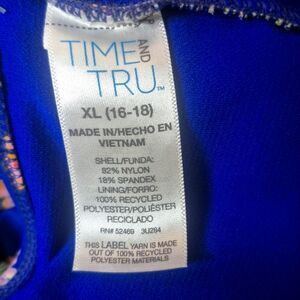 TIME AND
TRU™
XL (16-18)
MADE IN/HECHO EN
VIETNAM
SHELL/FUNDA:
82% NYLON
18% SPANDEX
LINING/FORRO:
100% RECYCLED
POLYESTER/POLIÉSTER
RECICLADO
RN# 52469 3U294
THIS LABEL YARN IS MADE
OUT OF 100% RECYCLED
POLYESTER MATERIALS